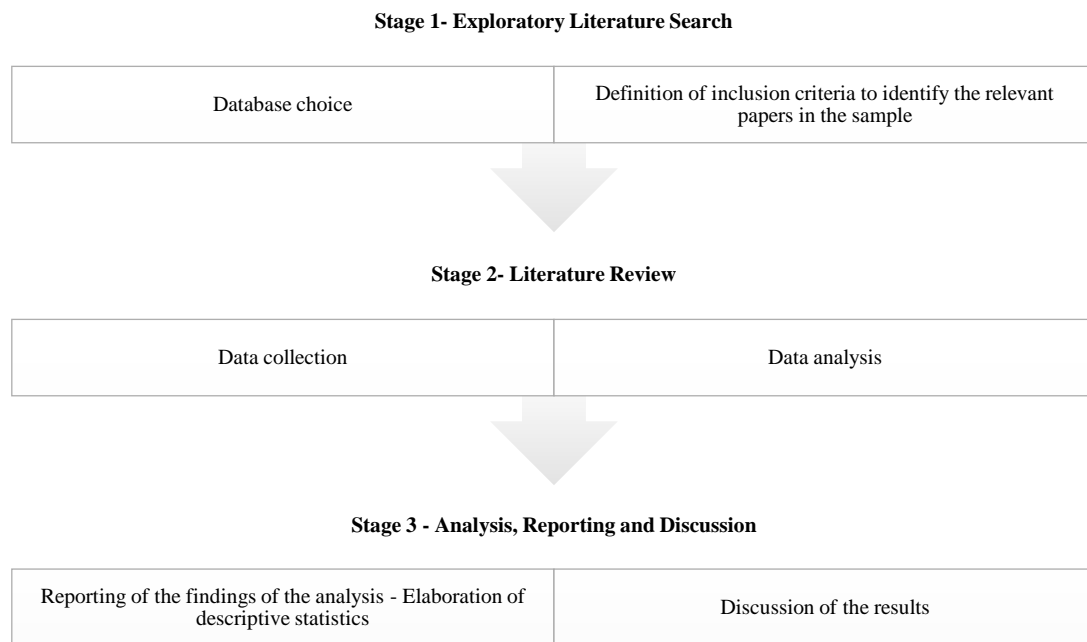 Stage 1- Exploratory Literature Search
Database choice
Definition of inclusion criteria to identify the relevant
papers in the sample
Stage 2- Literature Review
Data collection
Data analysis
Stage 3 - Analysis, Reporting and Discussion
Reporting of the findings of the analysis - Elaboration of
descriptive statistics
Discussion of the results